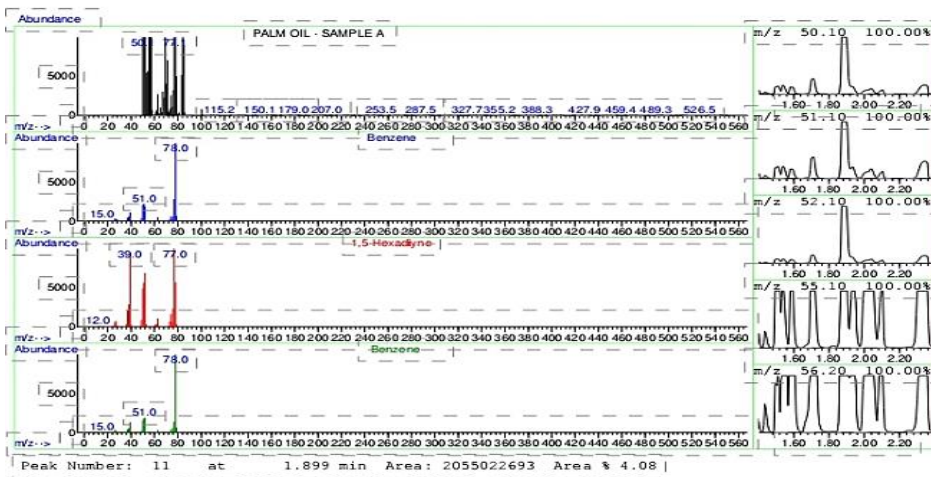 Abundance
PALM OIL - SAMPLE A
50. 77.1
5000
115.2 150.1 179.0 207.0 253.5 287.5 327.7 355.2 388.3 427.9 459.4 489.3 526.5
0
m/z--> 0 20 40 60 80 100 120 140 160 180 200 220 240 260 280 300 320 340 360 380 400 420 440 460 480 500 520 540 560
Abundance Benzene
78.0
5000
51.0
15.0
0
m/z--> 0 20 40 60 80 100 120 140 160 180 200 220 240 260 280 300 320 340 360 380 400 420 440 460 480 500 520 540 560
Abundance 1,5-Hexadiyne
39.0 77.0
5000
12.0
0
m/z--> 0 20 40 60 80 100 120 140 160 180 200 220 240 260 280 300 320 340 360 380 400 420 440 460 480 500 520 540 560
Abundance Benzene
78.0
5000
51.0
15.0
0
m/z--> 0 20 40 60 80 100 120 140 160 180 200 220 240 260 280 300 320 340 360 380 400 420 440 460 480 500 520 540 560
m/z 50.10 100.00%
1.60 2.00 2.20
m/z 51.10 100.00%
1.60 1.80 2.00 2.20
m/z 52.10 100.00%
1.60 1.80 2.00 2.20
m/z 55.10 100.00%
1.60 1.80 2.00 2.20
m/z 56.20 100.00%
1.60 1.80 2.00 2.20
Peak Number: 11 at 1.899 min Area: 2055022693 Area % 4.08